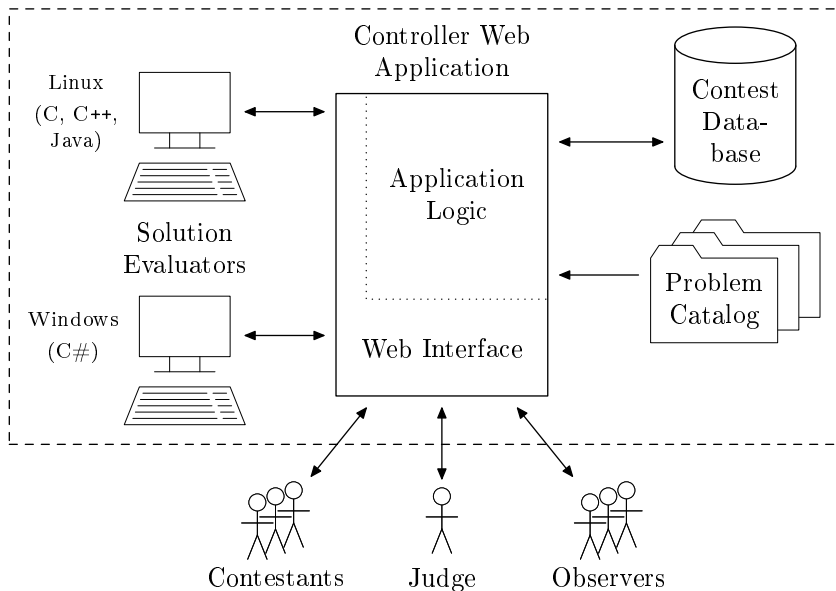 Controller Web
Application
Linux
(C, C++,
Java)
Contest
Data-
base
Application
Logic
Solution
Evaluators
Problem
Catalog
Windows
(C#)
Web Interface
Contestants
Judge
Observers